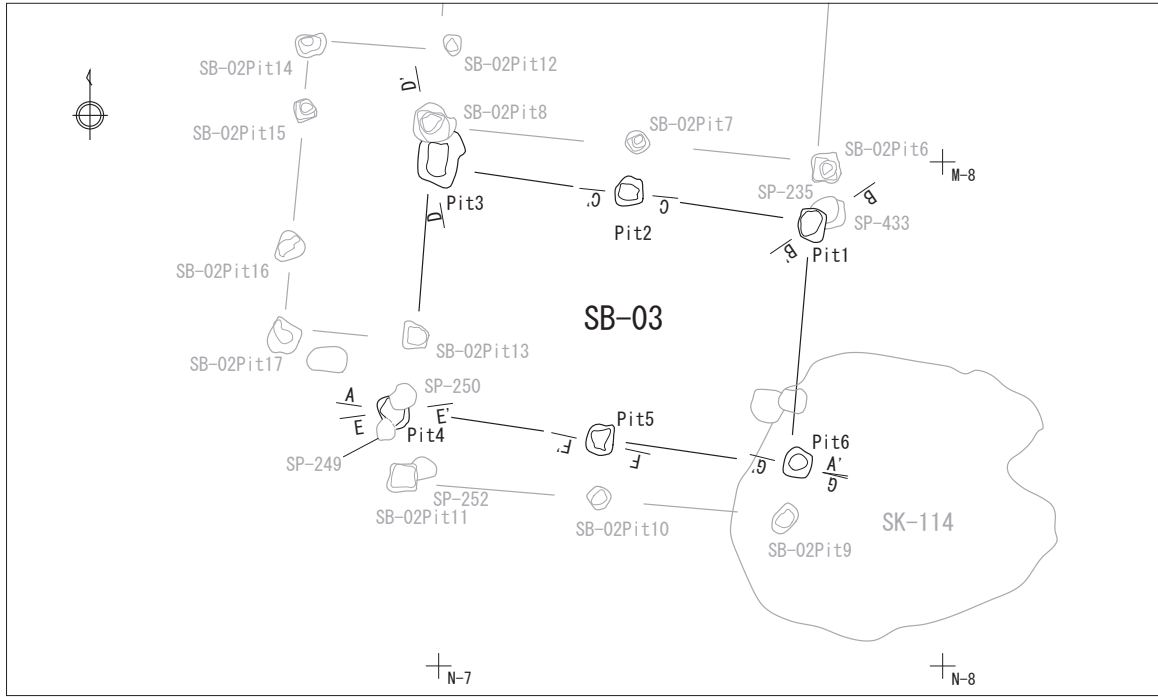 SB-02Pit14
SB-02Pit12
D'
SB-02Pit15
SB-02Pit8
SB-02Pit7
SB-02Pit6
M-8
SP-235
B
Pit3
C'
C
SP-433
D
Pit2
B'
Pit1
SB-02Pit16
SB-03
SB-02Pit17
SB-02Pit13
A
SP-250
E
E'
Pit4
Pit5
F'
F
Pit6
G'
A'
G
SP-249
SP-252
SB-02Pit11
SB-02Pit10
SK-114
SB-02Pit9
N-7
N-8